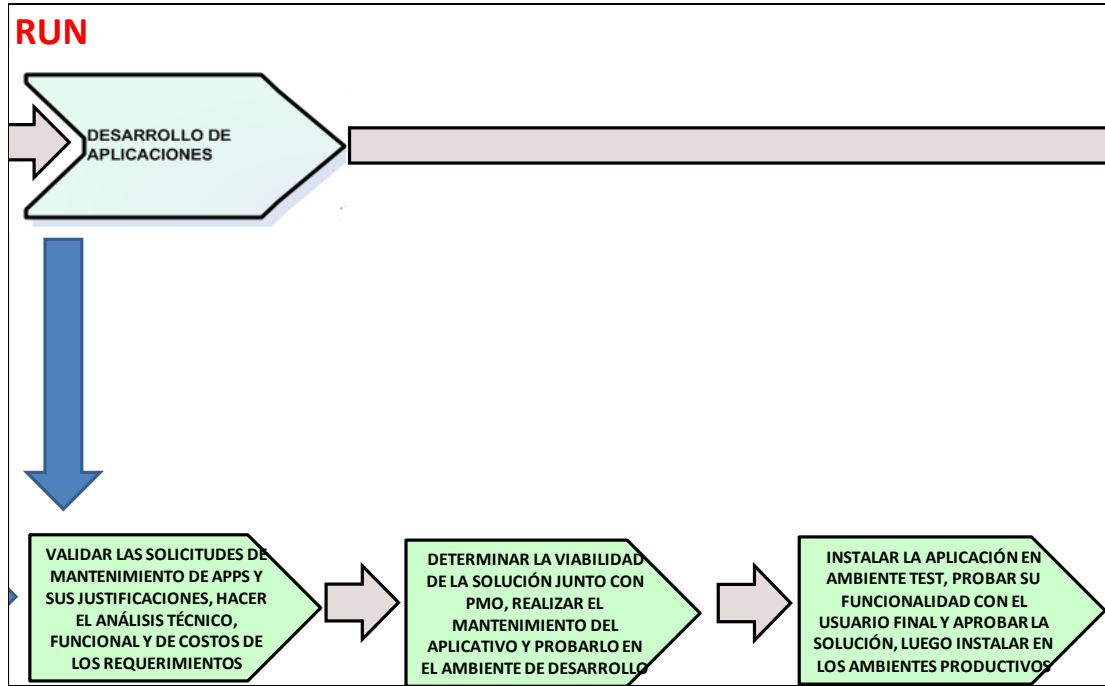 RUN
DESARROLLO DE
APLICACIONES
VALIDAR LAS SOLICITUDES DE
MANTENIMIENTO DE APPS Y
SUS JUSTIFICACIONES, HACER
EL ANÁLISIS TÉCNICO,
FUNCIONAL Y DE COSTOS DE
LOS REQUERIMIENTOS
DETERMINAR LA VIABILIDAD
DE LA SOLUCIÓN JUNTO CON
PMO, REALIZAR EL
MANTENIMIENTO DEL
APLICATIVO Y PROBARLO EN
EL AMBIENTE DE DESARROLLO
INSTALAR LA APLICACIÓN EN
AMBIENTE TEST, PROBAR SU
FUNCIONALIDAD CON EL
USUARIO FINAL Y APROBAR LA
SOLUCIÓN, LUEGO INSTALAR EN
LOS AMBIENTES PRODUCTIVOS